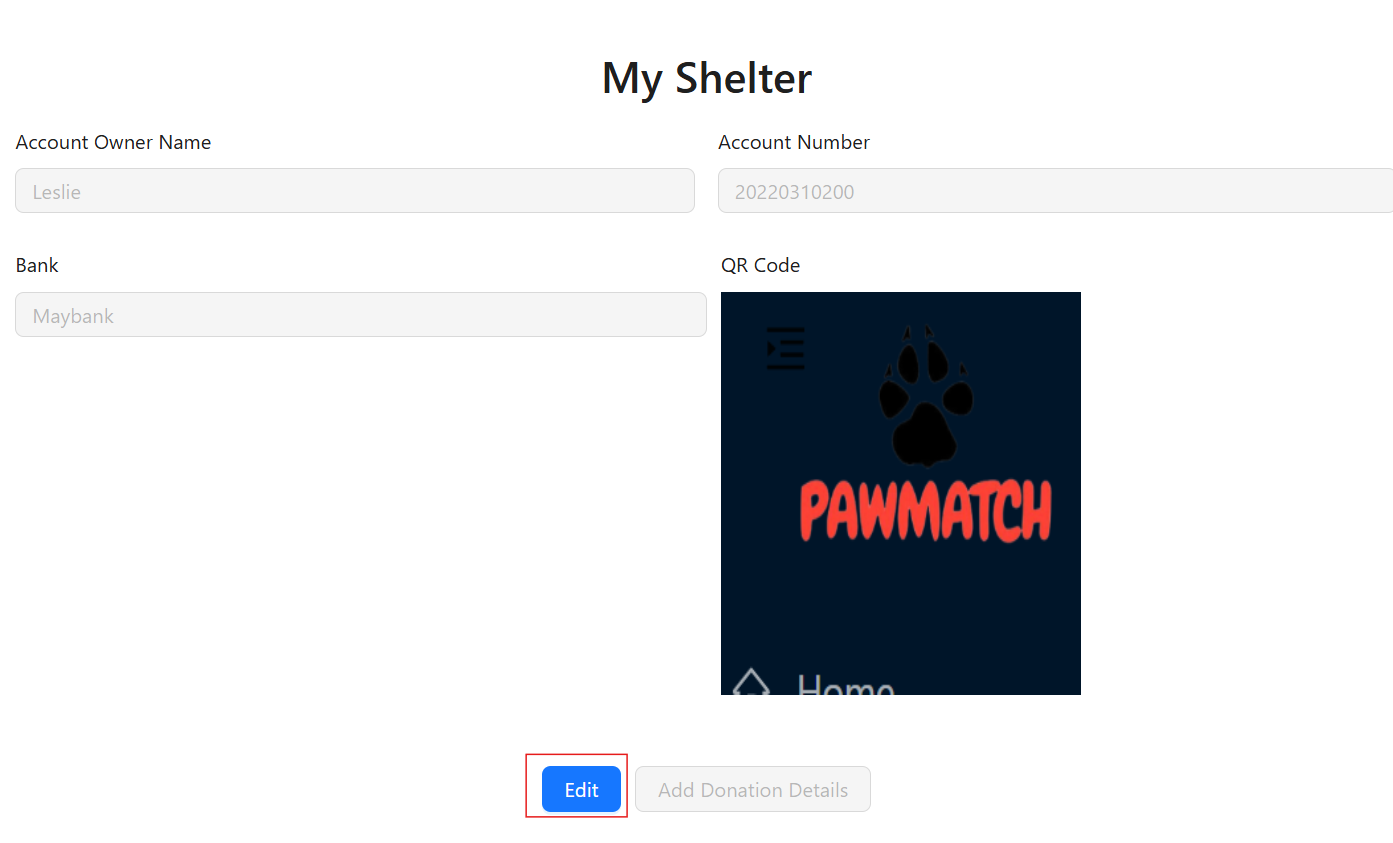 My Shelter
Account Owner Name
Account Number
Leslie
20220310200
Bank
QR Code
Maybank
PAWMATCH
Home
Edit
Add Donation Details